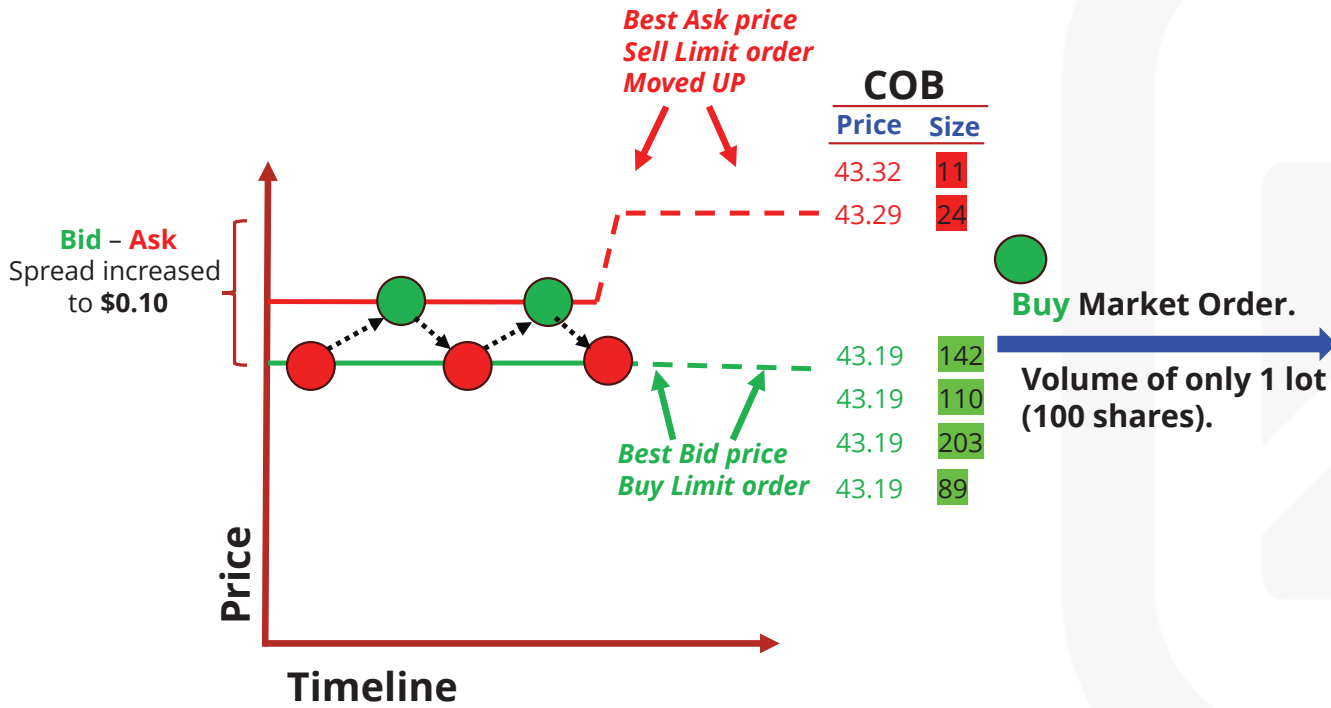 Best Ask price
Sell Limit order
Moved UP
COB
Price Size
43.32 11
43.29 24
Bid – Ask
Spread increased
to $0.10
Buy Market Order.
43.19 142
Volume of only 1 lot
(100 shares).
43.19 110
43.19 203
43.19 89
Best Bid price
Buy Limit order
Price
Timeline